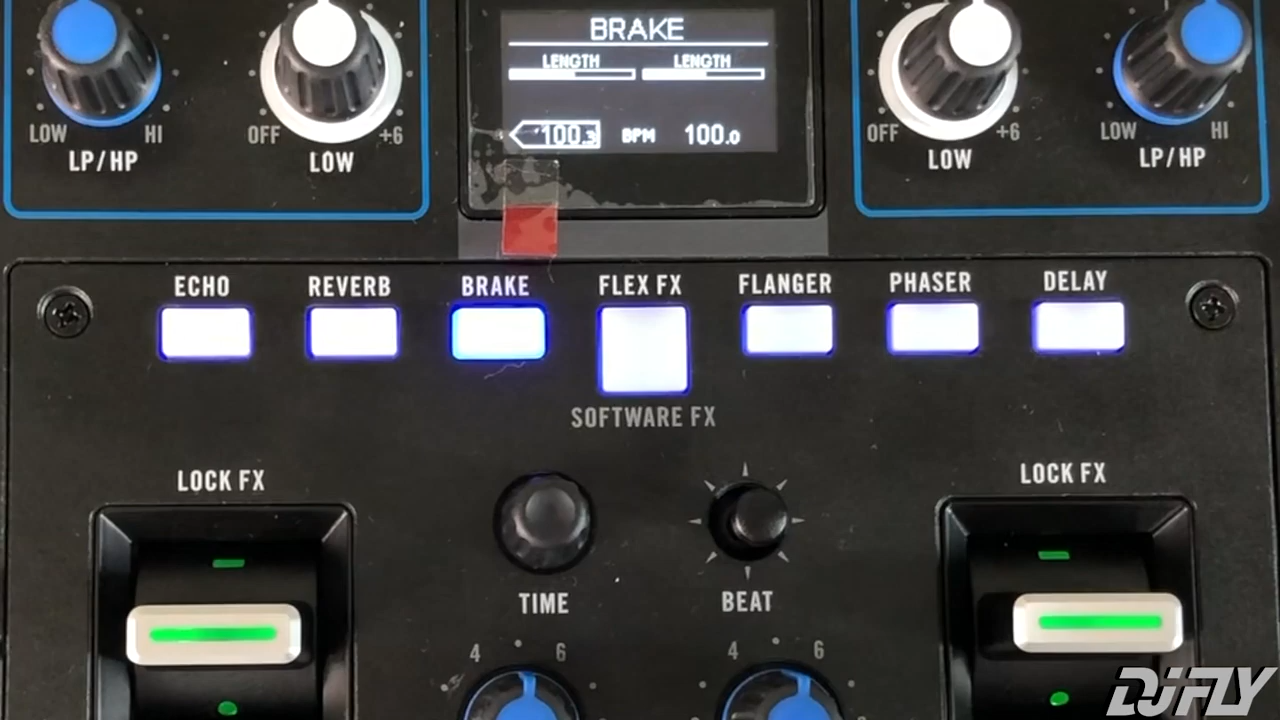 BRAKE
LENGTH LENGTH
100.3 BPM 100.0
LOW HI OFF +6 OFF +6 LOW HI
LP/HP LOW LOW LP/HP
ECHO REVERB BRAKE FLEX FX FLANGER PHASER DELAY
SOFTWARE FX
LOCK FX LOCK FX
TIME BEAT
4 6 4 6
DJFLY